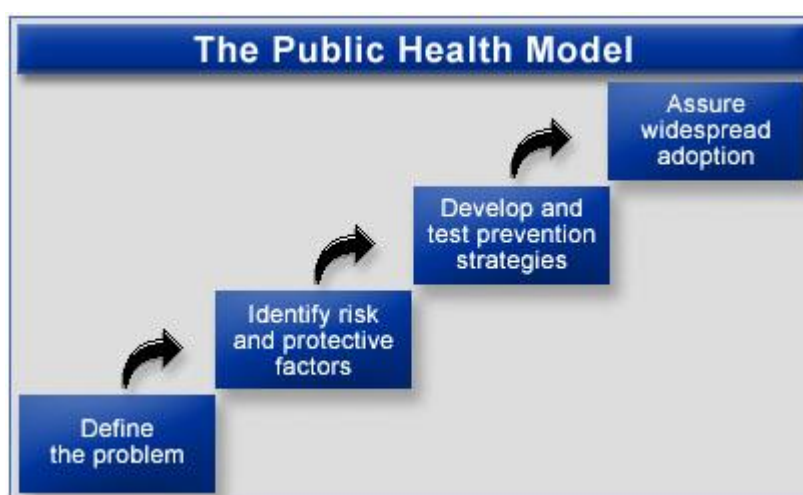 The Public Health Model
Assure
widespread
adoption
Develop and
test prevention
strategies
Identify risk
and protective
factors
Define
the problem